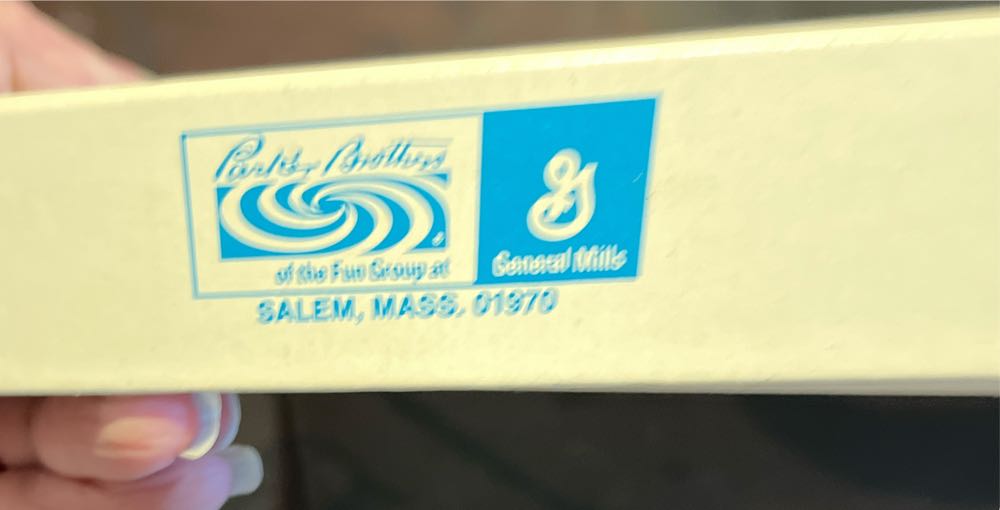 Parker Brothers
of the Fun Group at
General Mills
SALEM, MASS. 01970